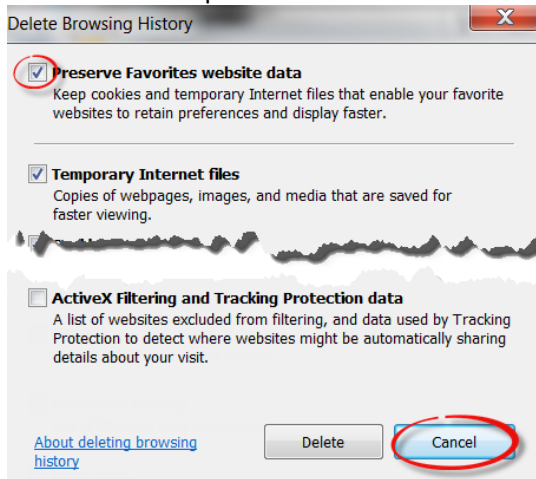 Delete Browsing History
Preserve Favorites website data
Keep cookies and temporary Internet files that enable your favorite
websites to retain preferences and display faster.
Temporary Internet files
Copies of webpages, images, and media that are saved for
faster viewing.
ActiveX Filtering and Tracking Protection data
A list of websites excluded from filtering, and data used by Tracking
Protection to detect where websites might be automatically sharing
details about your visit.
About deleting browsing
history
Delete
Cancel